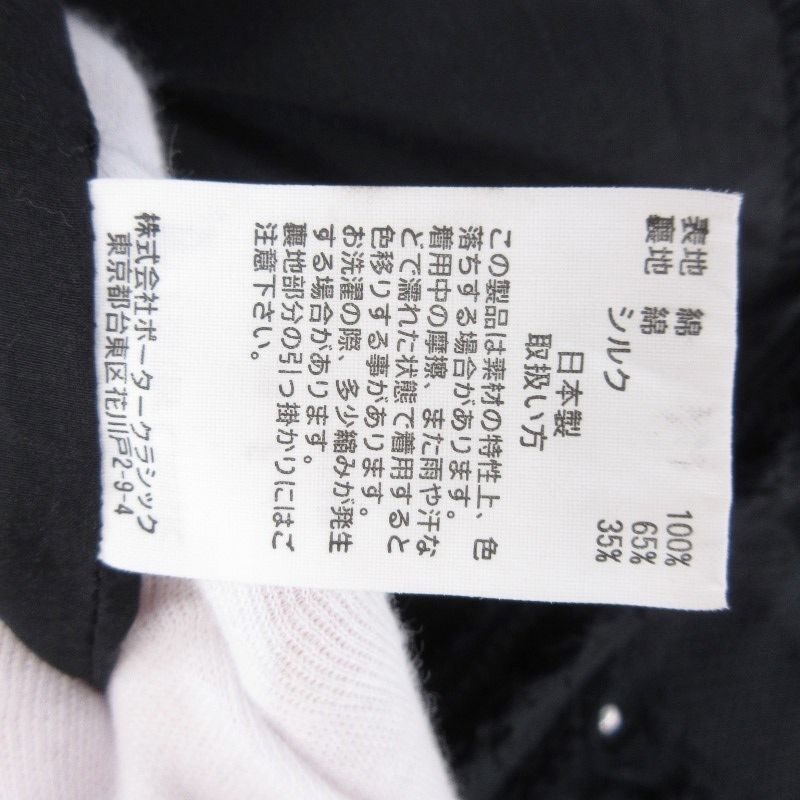 表地 綿 100%
裏地 綿 65%
シルク 35%
日本製
取扱い方
この製品は素材の特性上、色
落ちする場合があります。
着用中の摩擦、また雨や汗な
どで濡れた状態で着用すると
色移りする事があります。
お洗濯の際、多少縮みが発生
する場合があります。
裏地部分の引っ掛かりにはご
注意下さい。
株式会社ポータークラシック
東京都台東区花川戸2-9-4